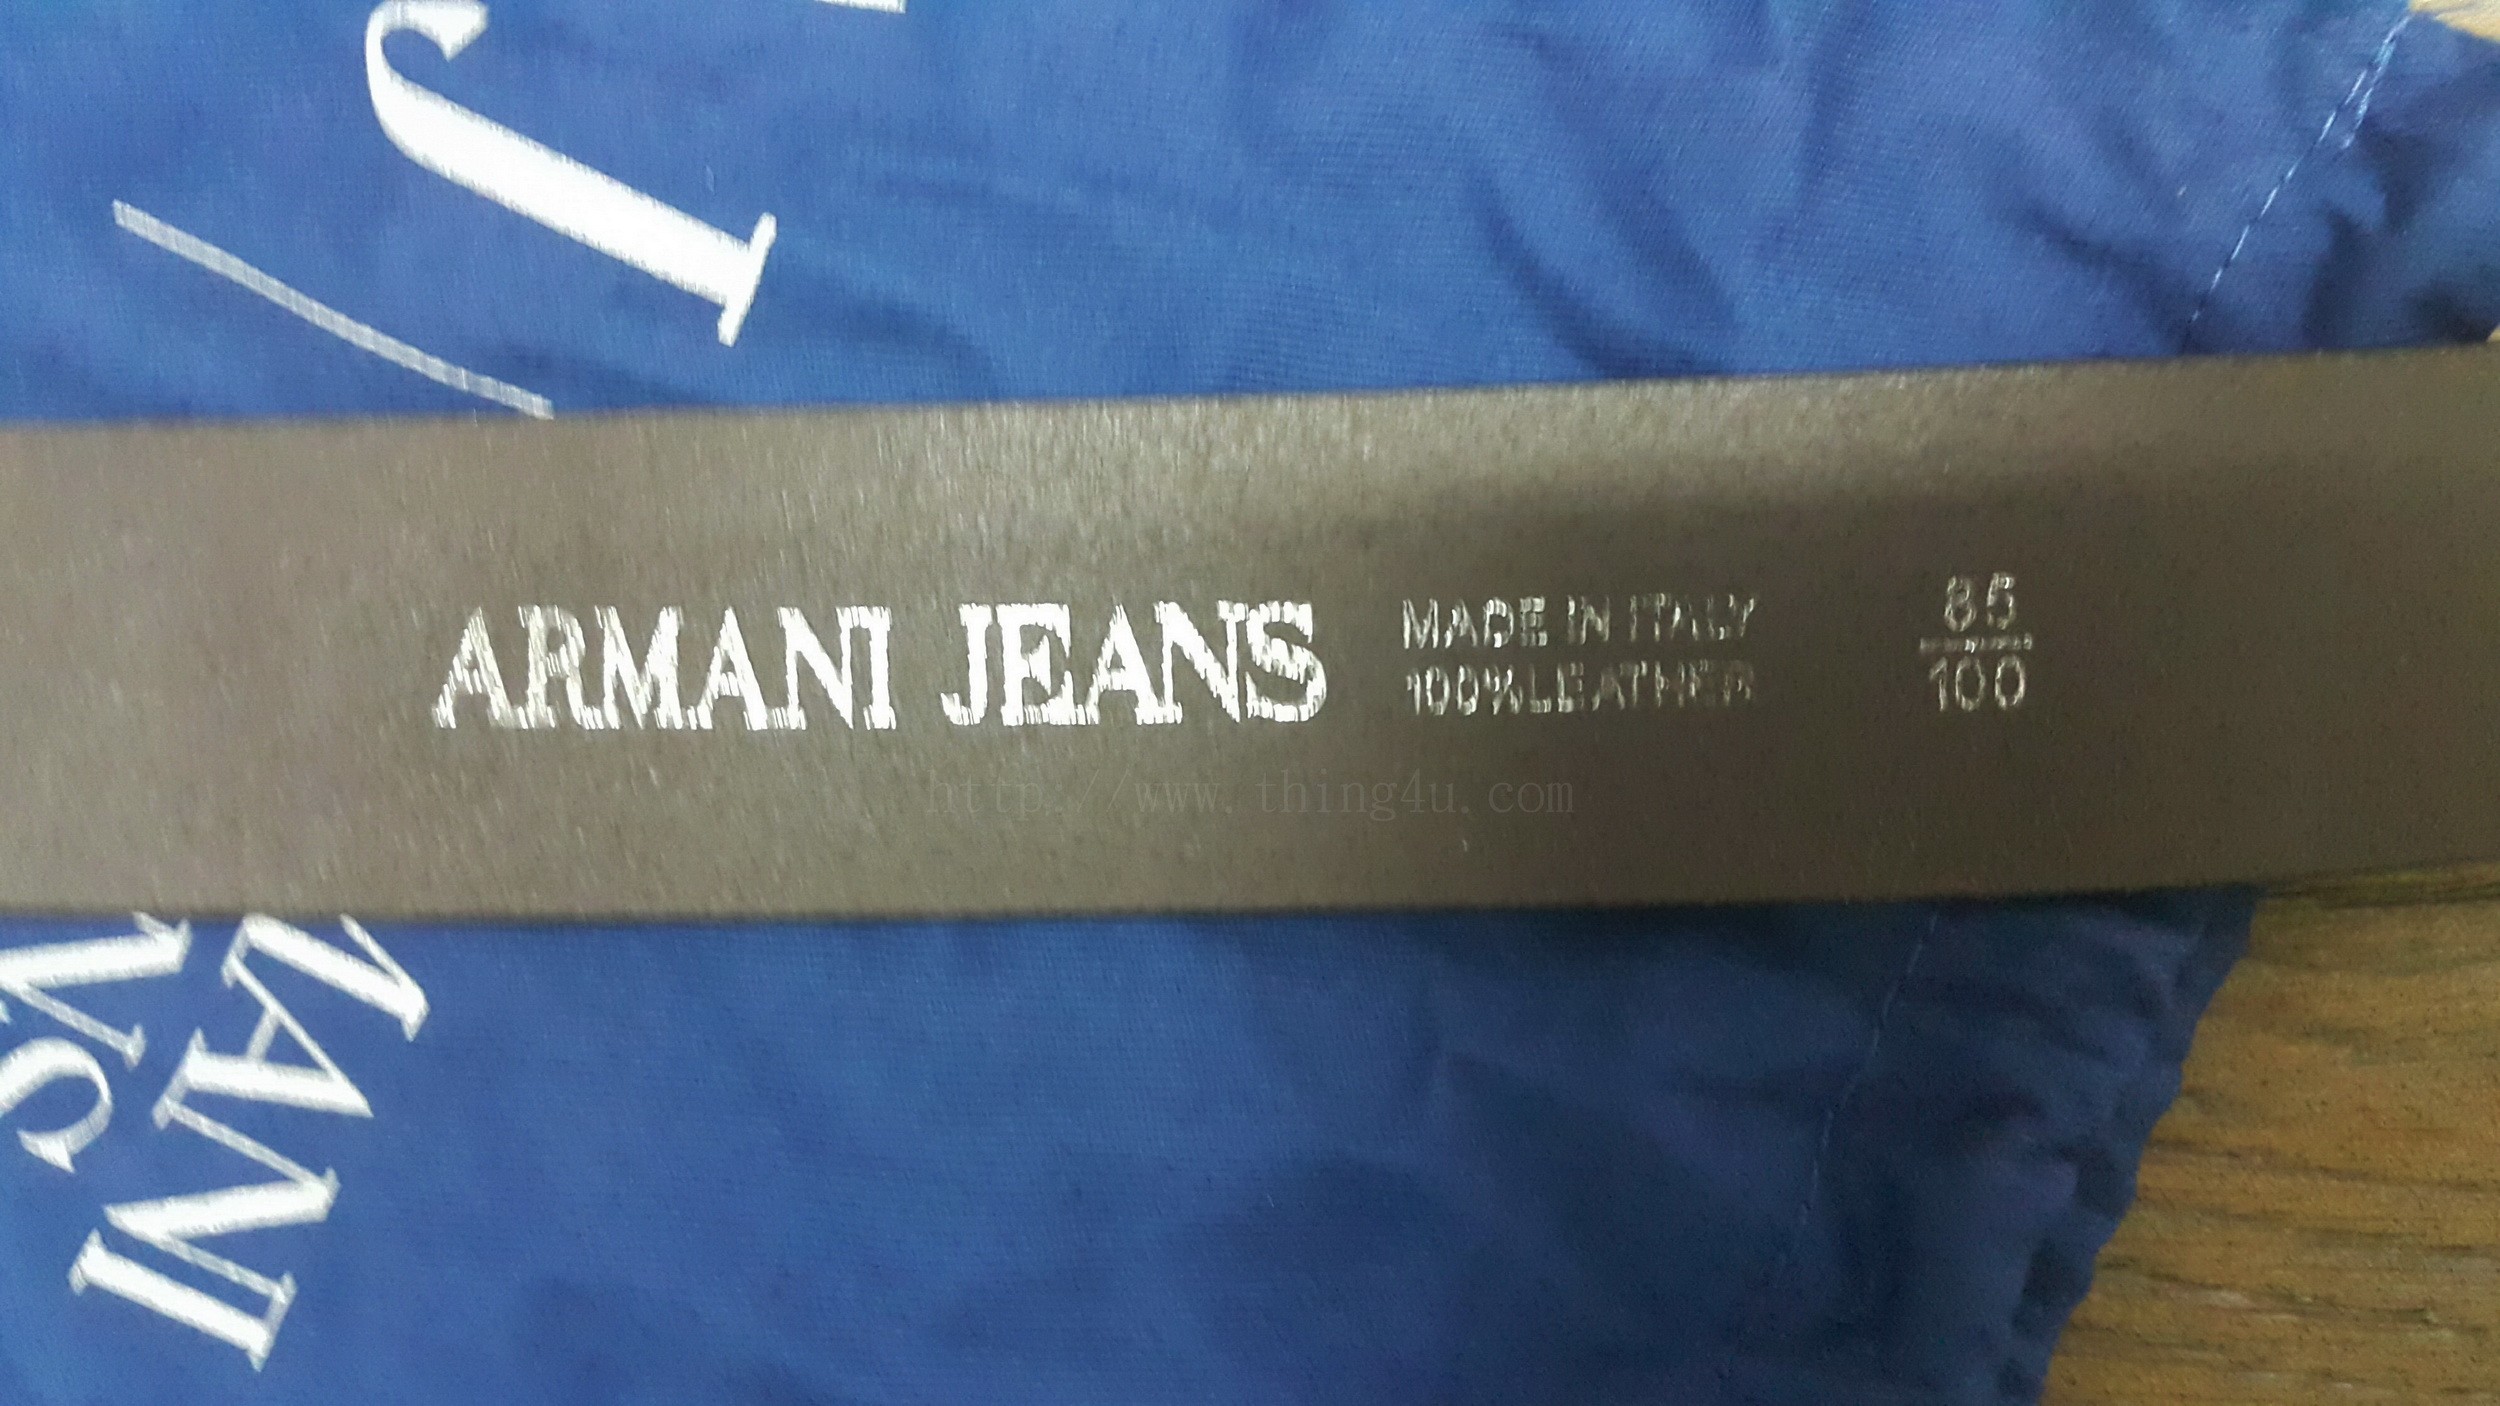 ARMANI JEANS
MADE IN ITALY
100%LEATHER
85
100
http://www.thing4u.com